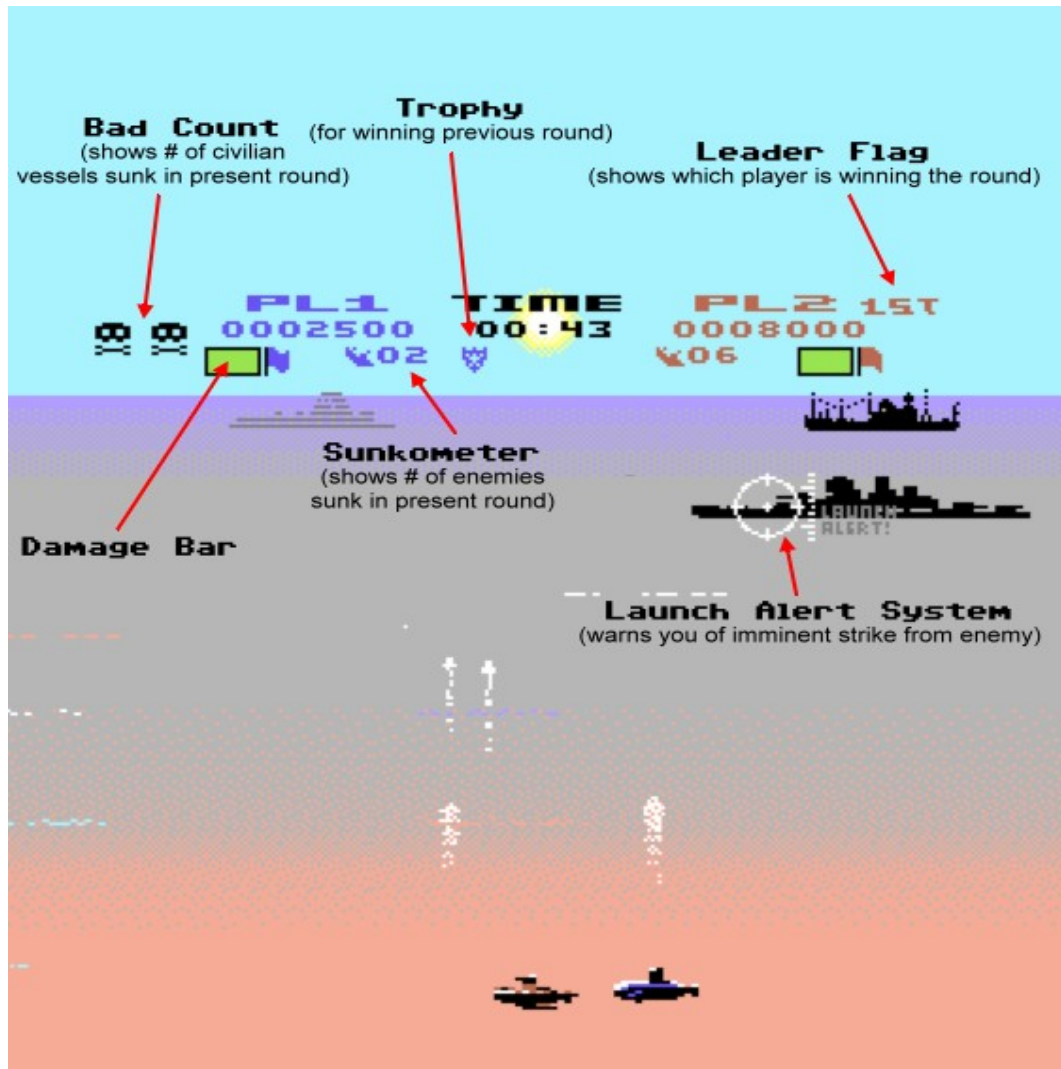 Trophy
(for winning previous round)
Bad Count
(shows # of civilian
vessels sunk in present round)
Leader Flag
(shows which player is winning the round)
PL1 TIME PL2 1ST
0002500 00:43 0008000
02 06
Sunkometer
(shows # of enemies
sunk in present round)
LAUNCH
ALERT!
Damage Bar
Launch Alert System
(warns you of imminent strike from enemy)